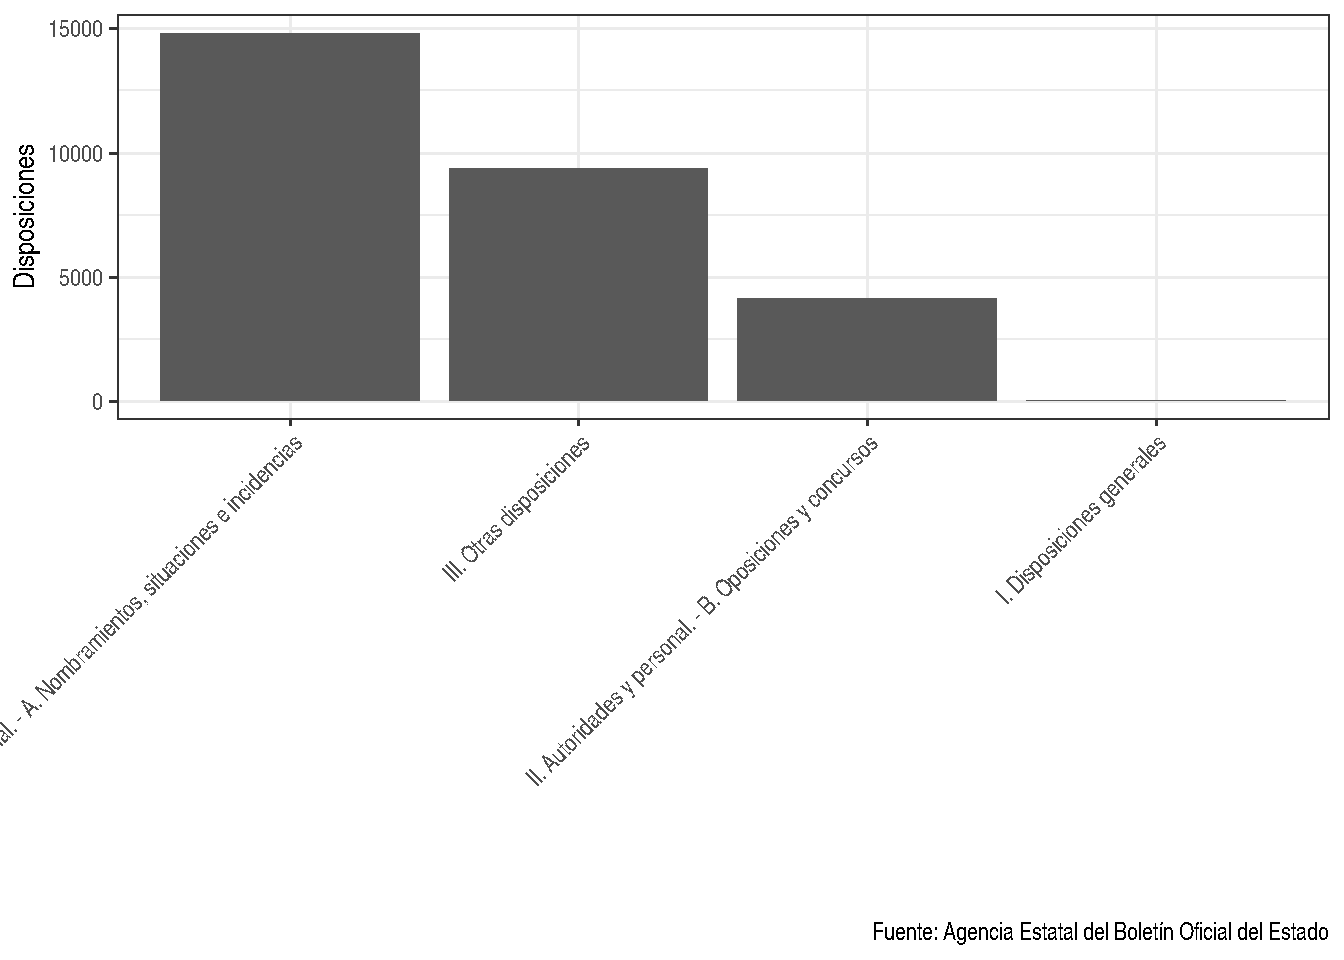 Disposiciones
15000
10000
5000
0
- A. Nombramientos, situaciones e incidencias
III. Otras disposiciones
II. Autoridades y personal. - B. Oposiciones y concursos
I. Disposiciones generales
Fuente: Agencia Estatal del Boletín Oficial del Estado